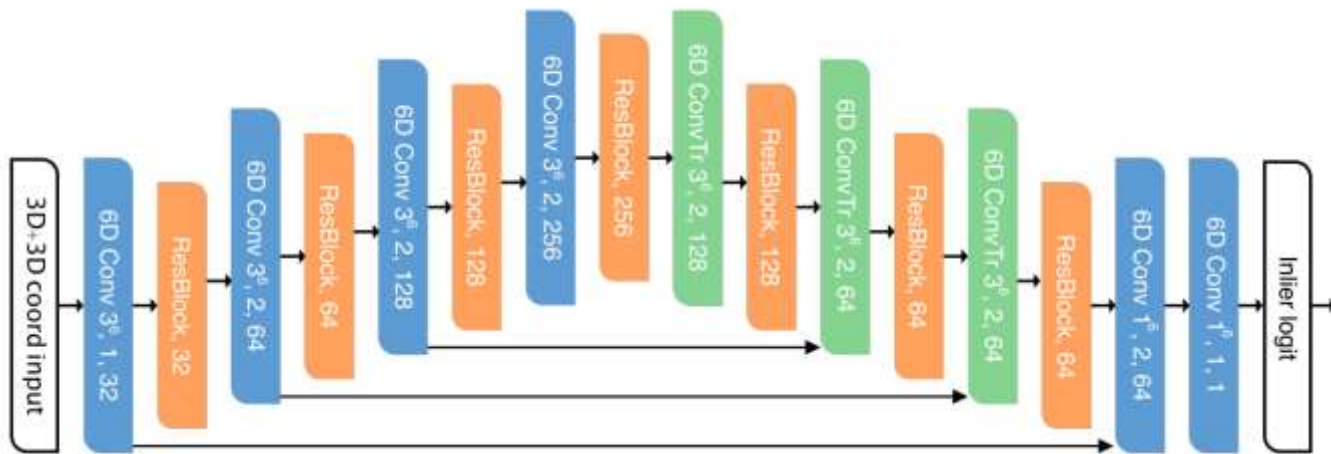 3D+3D coord input
6D Conv 3⁶, 1, 32
ResBlock, 32
6D Conv 3⁶, 2, 64
ResBlock, 64
6D Conv 3⁶, 2, 128
ResBlock, 128
6D Conv 3⁶, 2, 256
ResBlock, 256
6D ConvTr 3⁶, 2, 128
ResBlock, 128
6D ConvTr 3⁶, 2, 64
ResBlock, 64
6D ConvTr 3⁶, 2, 64
ResBlock, 64
6D Conv 1⁶, 2, 64
6D Conv 1⁶, 1, 1
Inlier logit